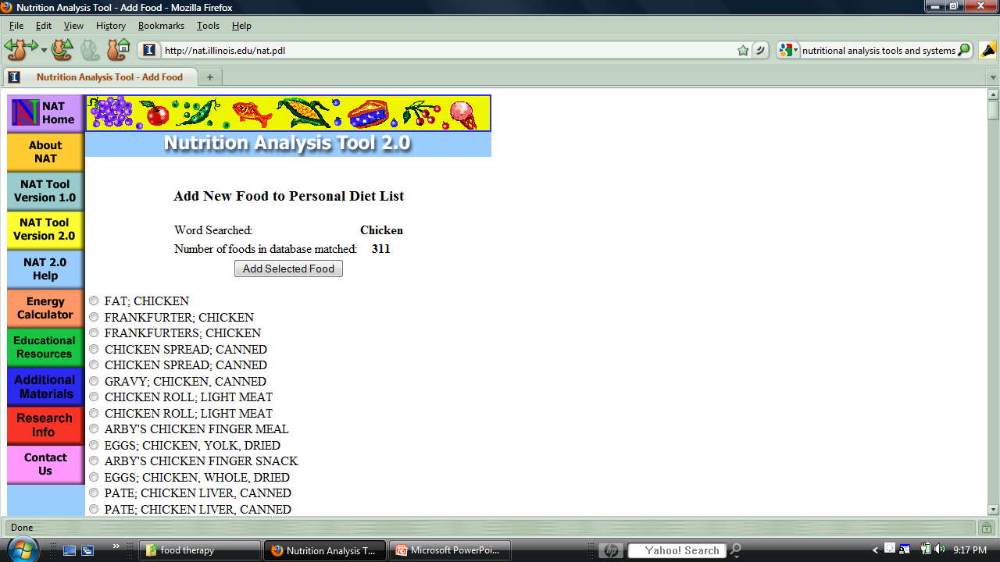 Nutrition Analysis Tool - Add Food - Mozilla Firefox
File Edit View History Bookmarks Tools Help
http://nat.illinois.edu/nat.pdl
nutritional analysis tools and systems
Nutrition Analysis Tool - Add Food
NAT
Home
About
NAT
NAT Tool
Version 1.0
NAT Tool
Version 2.0
NAT 2.0
Help
Energy
Calculator
Educational
Resources
Additional
Materials
Research
Info
Contact
Us
Nutrition Analysis Tool 2.0
Add New Food to Personal Diet List
Word Searched: Chicken
Number of foods in database matched: 311
Add Selected Food
FAT; CHICKEN
FRANKFURTER; CHICKEN
FRANKFURTERS; CHICKEN
CHICKEN SPREAD; CANNED
CHICKEN SPREAD; CANNED
GRAVY; CHICKEN, CANNED
CHICKEN ROLL; LIGHT MEAT
CHICKEN ROLL; LIGHT MEAT
ARBY'S CHICKEN FINGER MEAL
EGGS; CHICKEN, YOLK, DRIED
ARBY'S CHICKEN FINGER SNACK
EGGS; CHICKEN, WHOLE, DRIED
PATE; CHICKEN LIVER, CANNED
PATE; CHICKEN LIVER, CANNED
Done
food therapy
Nutrition Analysis T...
Microsoft PowerPoi...
hp
Yahoo! Search
9:17 PM